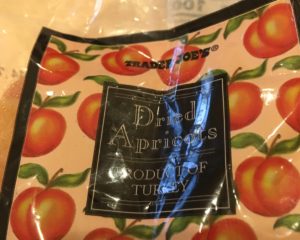 TRADER JOE'S®
Dried
Apricots
PRODUCT OF
TURKEY